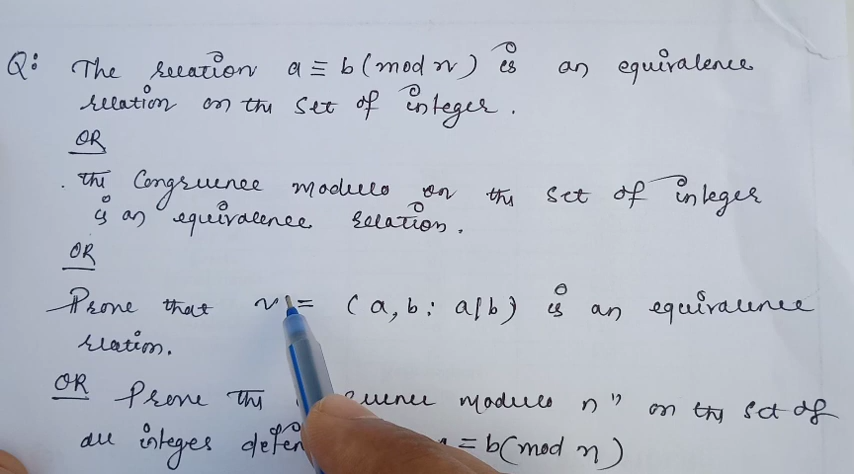 Q: The relation a ≡ b (mod n) is an equivalence
relation on the set of integer.
OR
. The Congruence modulo on the set of integer
is an equivalence relation.
OR
Prove that ~ = (a, b : a|b) is an equivalence
relation.
OR Prove the modulo n" on the set of
all integes = b(mod n)